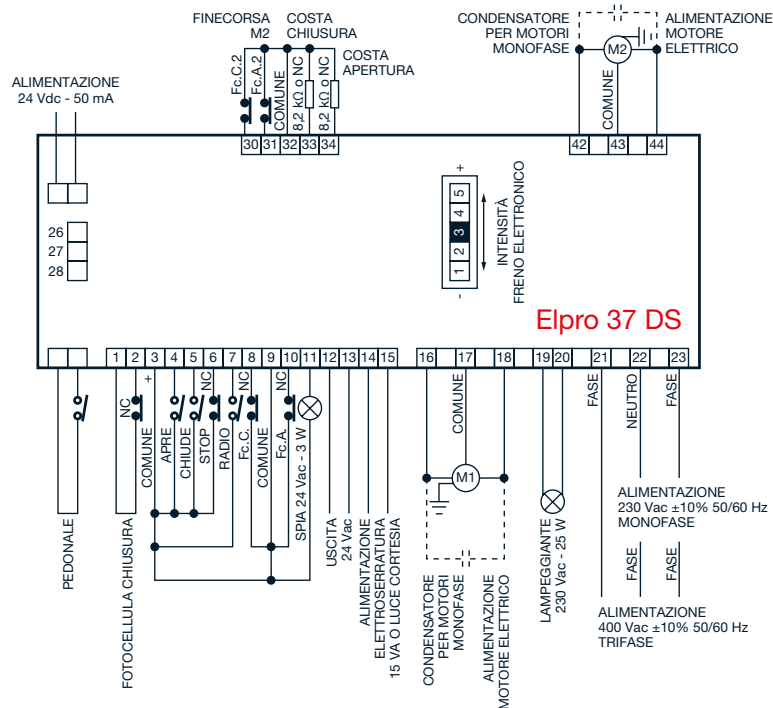 FINECORSA
M2
COSTA
CHIUSURA
COSTA
APERTURA
CONDENSATORE
PER MOTORI
MONOFASE
ALIMENTAZIONE
MOTORE
ELETTRICO
ALIMENTAZIONE
24 Vdc - 50 mA
Fc.C.2
Fc.A.2
COMUNE
8,2 kΩ o NC
8,2 kΩ o NC
M2
COMUNE
30 31 32 33 34
42 43 44
26
27
28
+
5
4
3
2
1
-
INTENSITÀ
FRENO ELETTRONICO
Elpro 37 DS
1 2 3 4 5 6 7 8 9 10 11 12 13 14 15
16 17 18 19 20 21 22 23
PEDONALE
FOTOCELLULA CHIUSURA
NC
COMUNE +
APRE
CHIUDE
STOP
NC
RADIO
Fc.C.
NC
COMUNE
Fc.A.
NC
SPIA 24 Vac - 3 W
USCITA
24 Vac
ALIMENTAZIONE
ELETTROSERRATURA
15 VA O LUCE CORTESIA
COMUNE
M1
CONDENSATORE
PER MOTORI
MONOFASE
ALIMENTAZIONE
MOTORE ELETTRICO
LAMPEGGIANTE
230 Vac - 25 W
FASE
NEUTRO
FASE
ALIMENTAZIONE
230 Vac ±10% 50/60 Hz
MONOFASE
FASE
FASE
ALIMENTAZIONE
400 Vac ±10% 50/60 Hz
TRIFASE